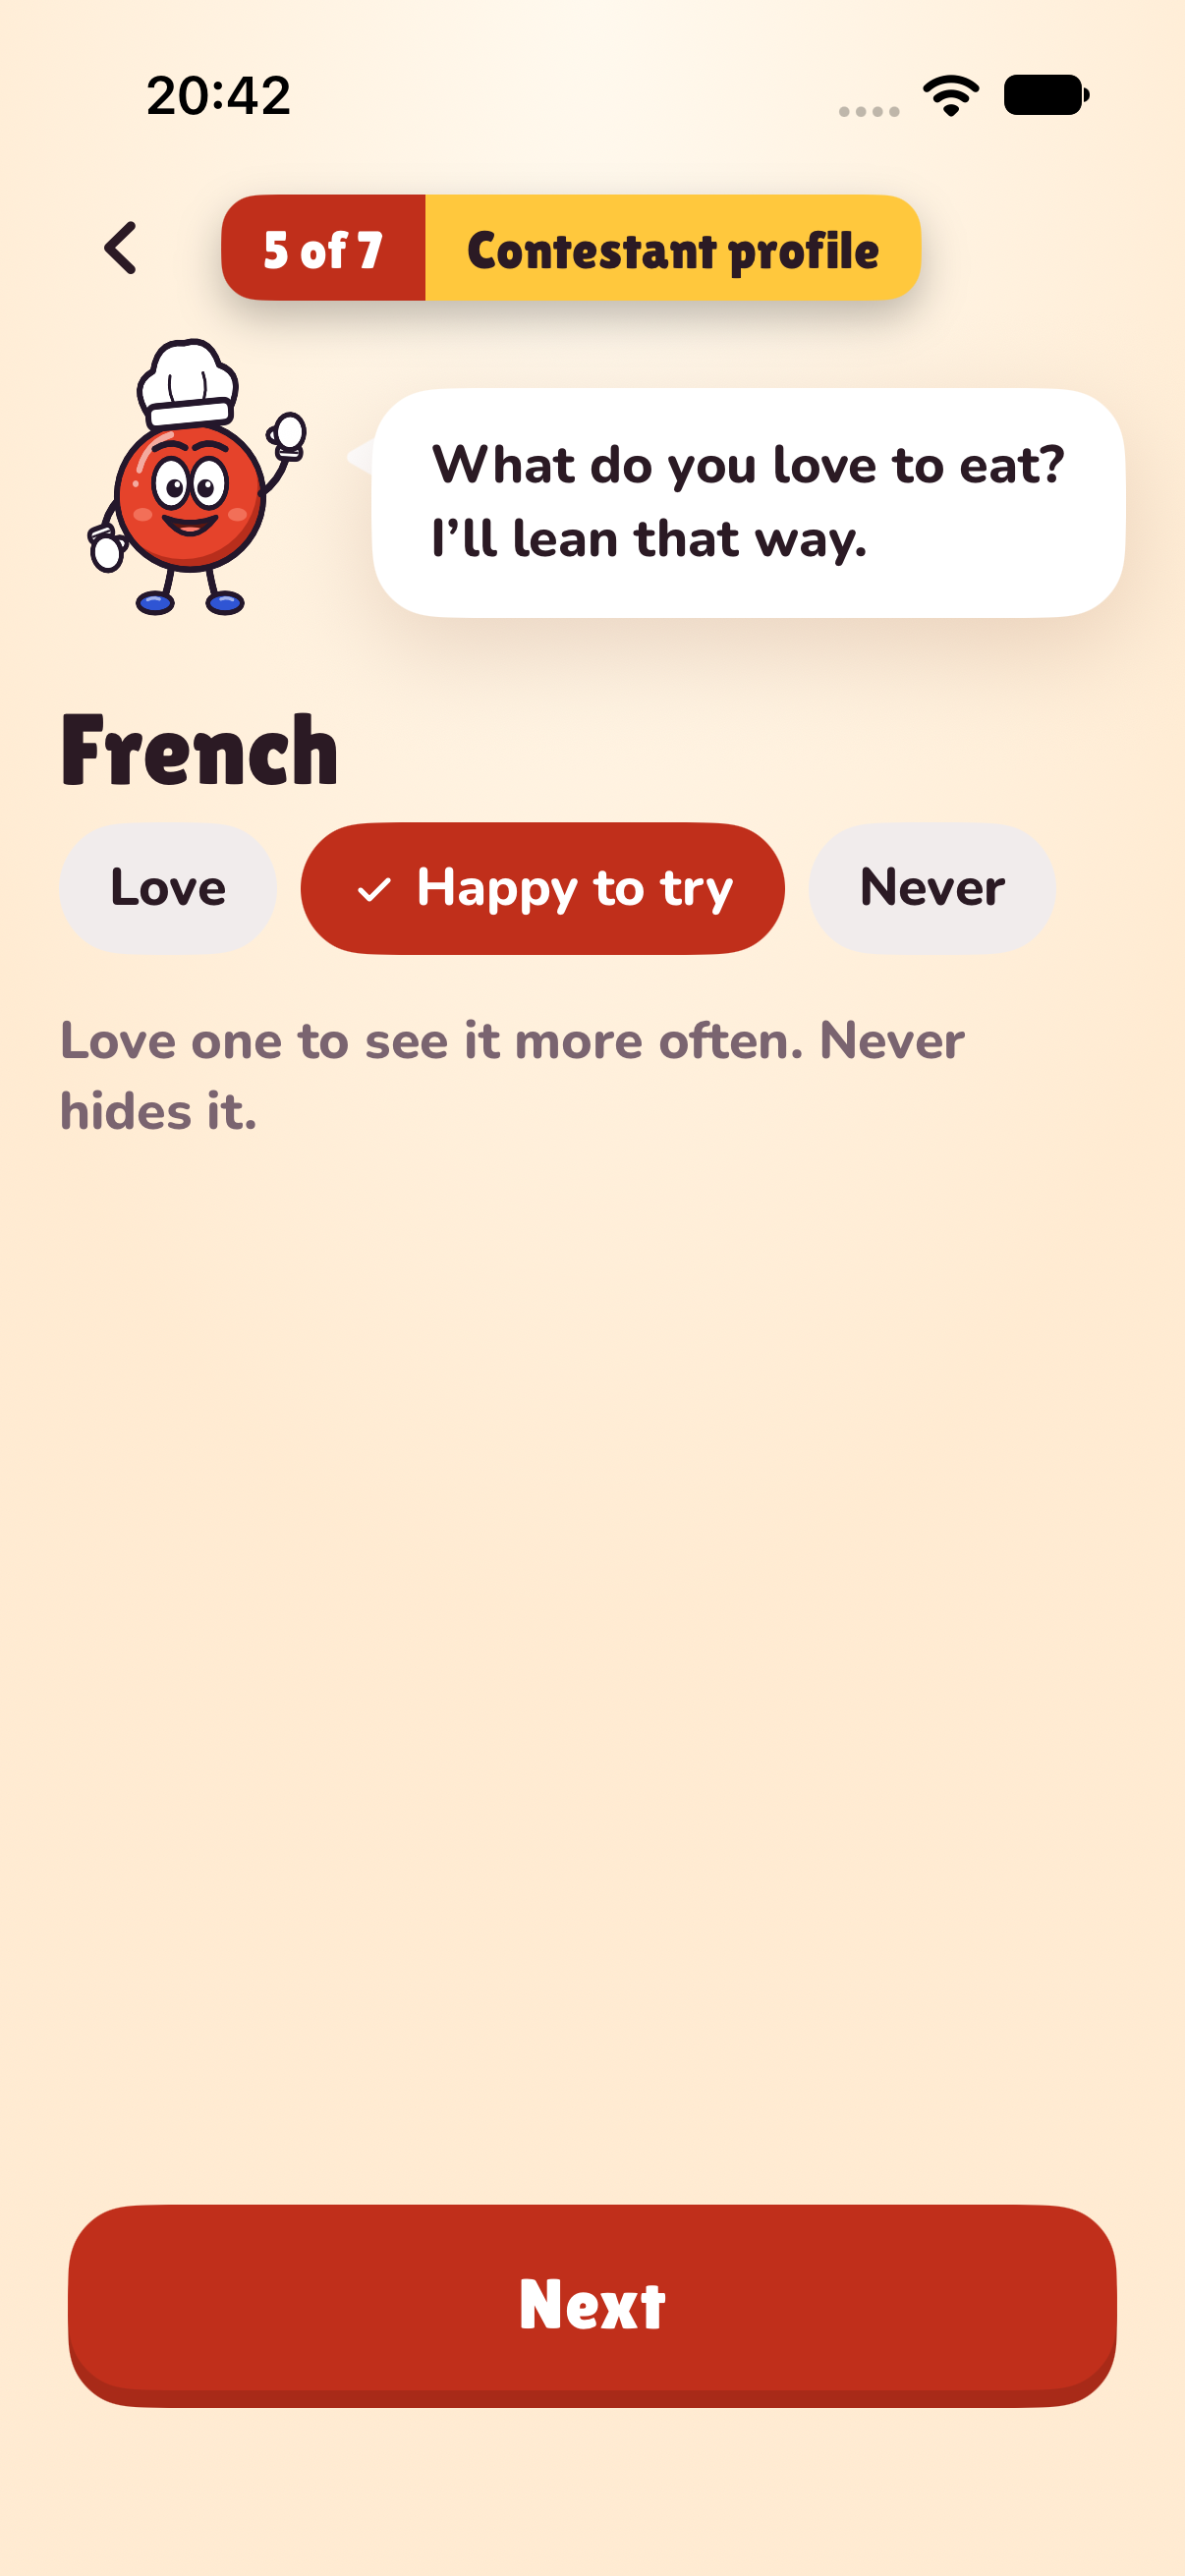 20:42
5 of 7
Contestant profile
What do you love to eat?
I’ll lean that way.
French
Love
Happy to try
Never
Love one to see it more often. Never
hides it.
Next